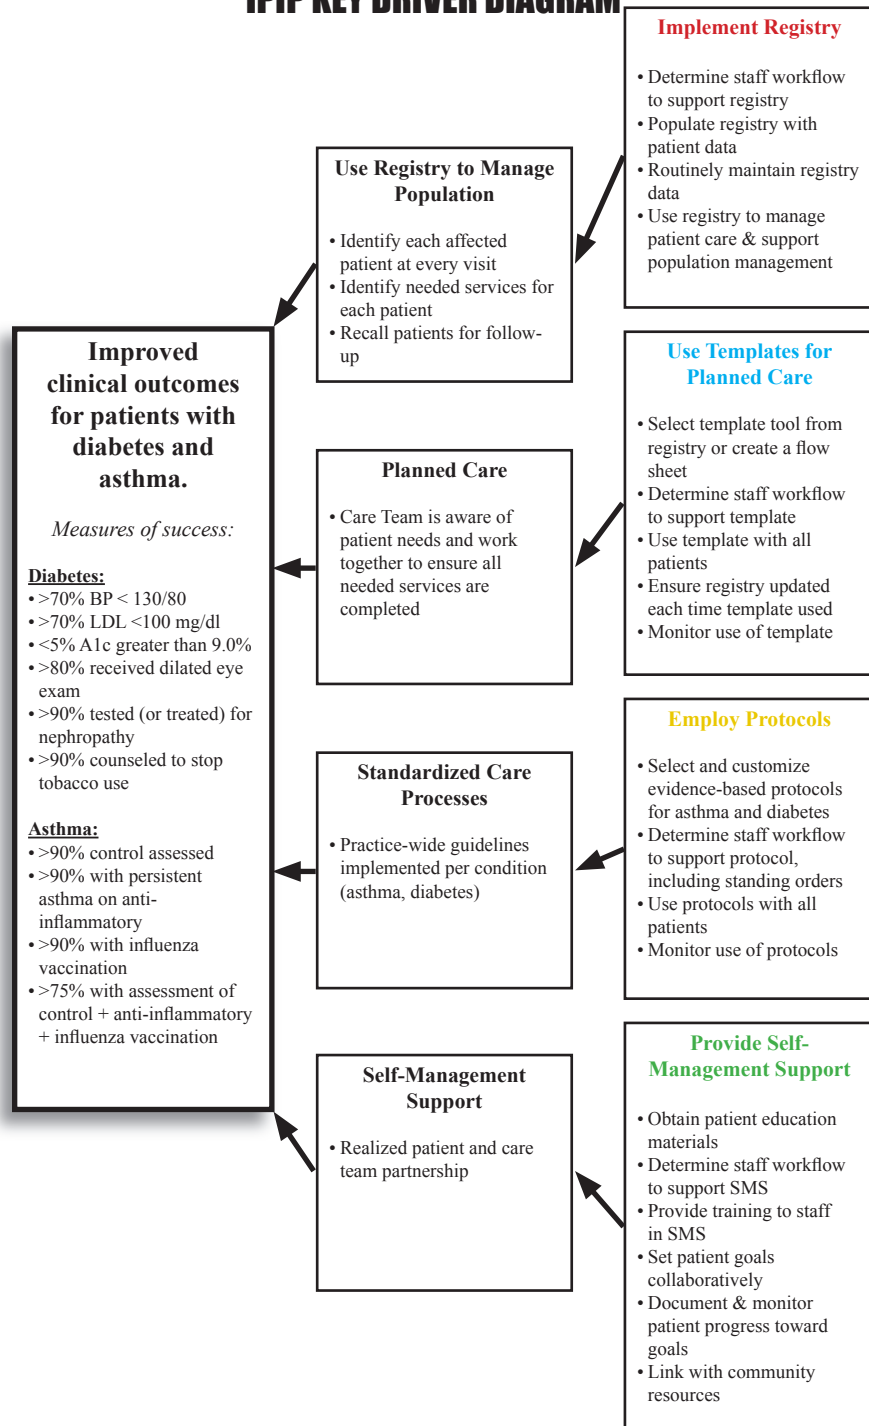 IPIP KEY DRIVER DIAGRAM
Improved
clinical outcomes
for patients with
diabetes and
asthma.
Measures of success:
Diabetes:
• >70% BP < 130/80
• >70% LDL <100 mg/dl
• <5% A1c greater than 9.0%
• >80% received dilated eye
exam
• >90% tested (or treated) for
nephropathy
• >90% counseled to stop
tobacco use
Asthma:
• >90% control assessed
• >90% with persistent
asthma on anti-
inflammatory
• >90% with influenza
vaccination
• >75% with assessment of
control + anti-inflammatory
+ influenza vaccination
Use Registry to Manage
Population
• Identify each affected
patient at every visit
• Identify needed services for
each patient
• Recall patients for follow-
up
Planned Care
• Care Team is aware of
patient needs and work
together to ensure all
needed services are
completed
Standardized Care
Processes
• Practice-wide guidelines
implemented per condition
(asthma, diabetes)
Self-Management
Support
• Realized patient and care
team partnership
Implement Registry
• Determine staff workflow
to support registry
• Populate registry with
patient data
• Routinely maintain registry
data
• Use registry to manage
patient care & support
population management
Use Templates for
Planned Care
• Select template tool from
registry or create a flow
sheet
• Determine staff workflow
to support template
• Use template with all
patients
• Ensure registry updated
each time template used
• Monitor use of template
Employ Protocols
• Select and customize
evidence-based protocols
for asthma and diabetes
• Determine staff workflow
to support protocol,
including standing orders
• Use protocols with all
patients
• Monitor use of protocols
Provide Self-
Management Support
• Obtain patient education
materials
• Determine staff workflow
to support SMS
• Provide training to staff
in SMS
• Set patient goals
collaboratively
• Document & monitor
patient progress toward
goals
• Link with community
resources